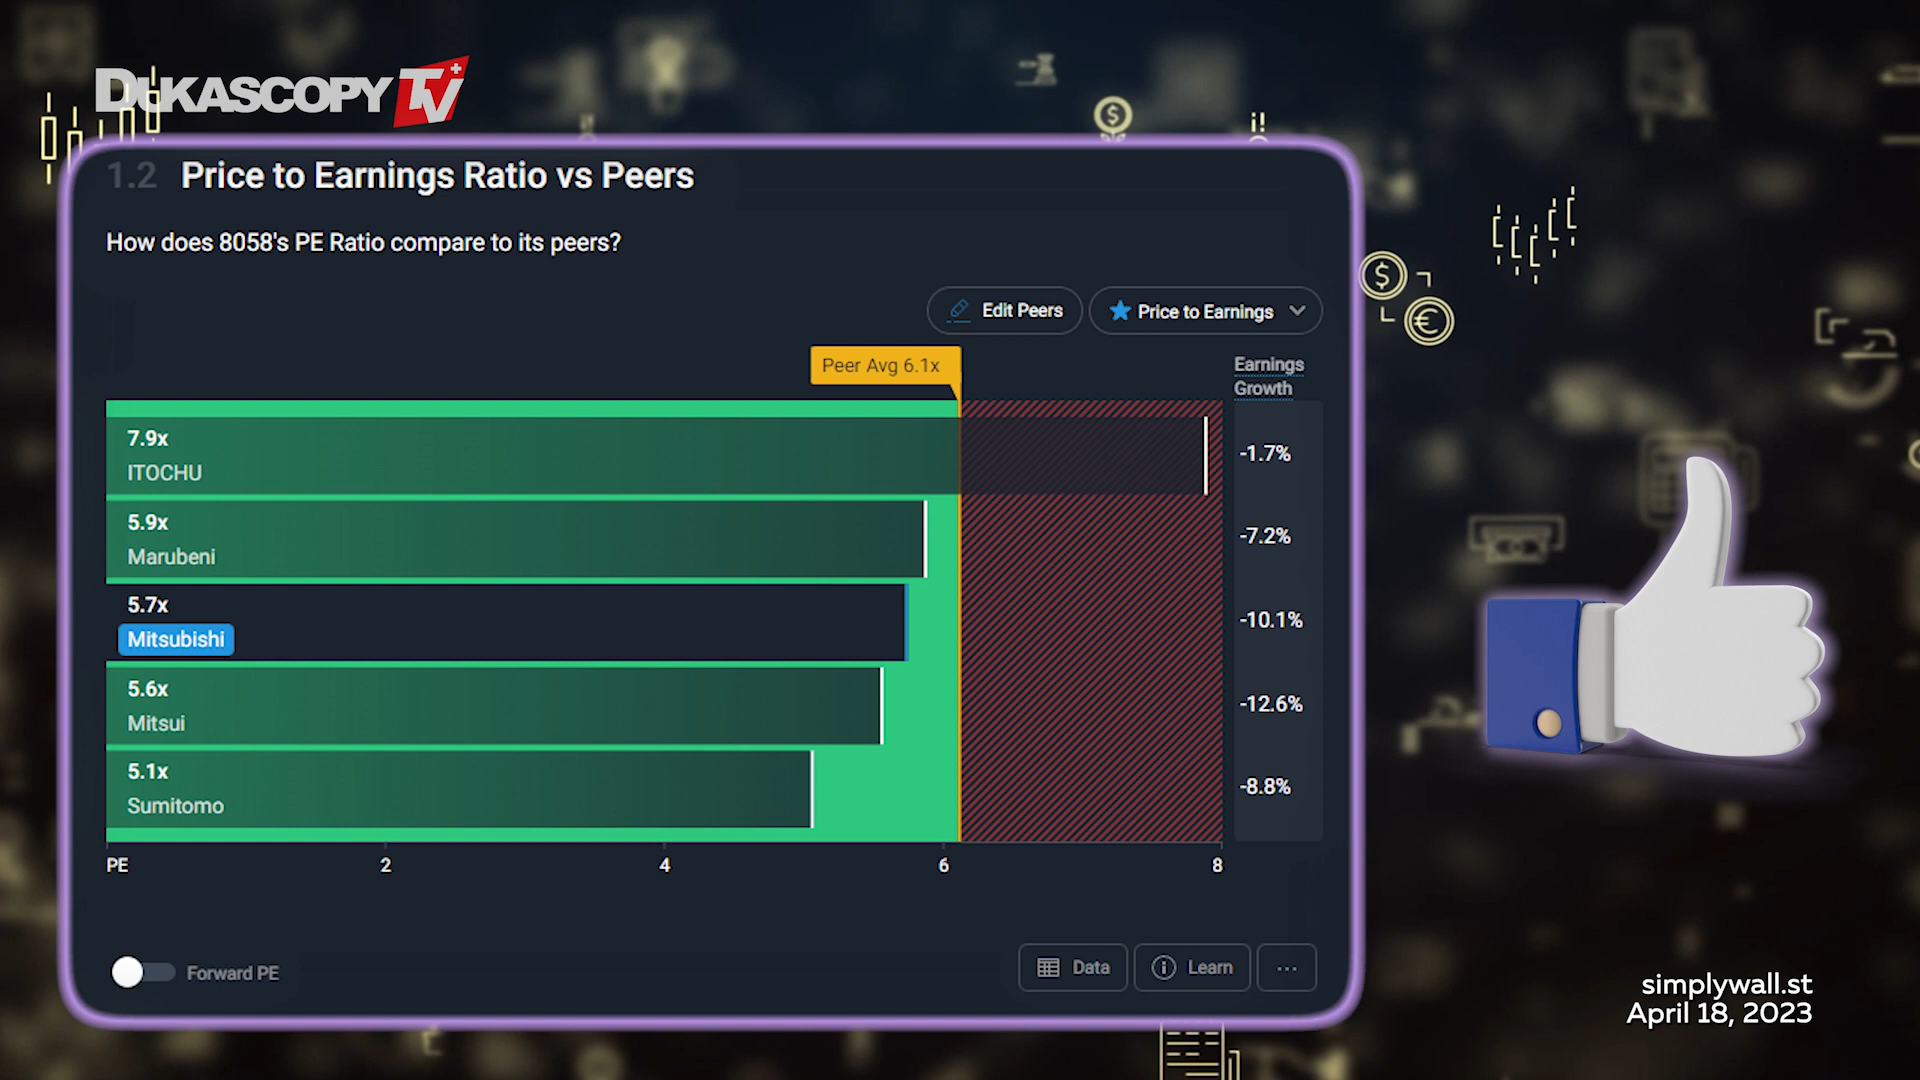 DUKASCOPY TV
1.2 Price to Earnings Ratio vs Peers
How does 8058's PE Ratio compare to its peers?
Edit Peers
Price to Earnings
Peer Avg 6.1x
Earnings
Growth
7.9x
ITOCHU
-1.7%
5.9x
Marubeni
-7.2%
5.7x
Mitsubishi
-10.1%
5.6x
Mitsui
-12.6%
5.1x
Sumitomo
-8.8%
PE 2 4 6 8
Forward PE
Data
Learn
...
simplywall.st
April 18, 2023